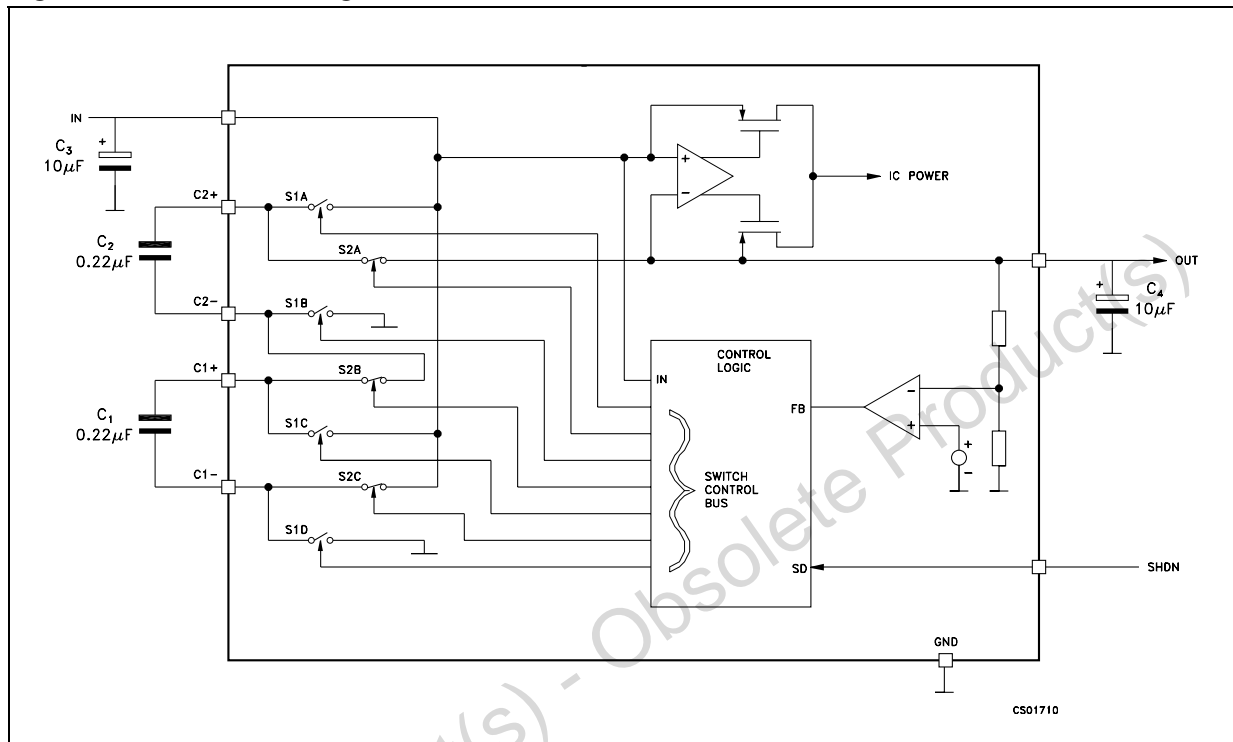 IN
C3
10µF
+
C2+
S1A
S2A
C2
0.22µF
C2-
S1B
C1+
S2B
C1
0.22µF
S1C
C1-
S2C
S1D
+
-
IC POWER
OUT
+
C4
10µF
CONTROL
LOGIC
IN
FB
-
+
+
-
SWITCH
CONTROL
BUS
SD
SHDN
GND
CS01710
(s) - Obsolete Product(s)